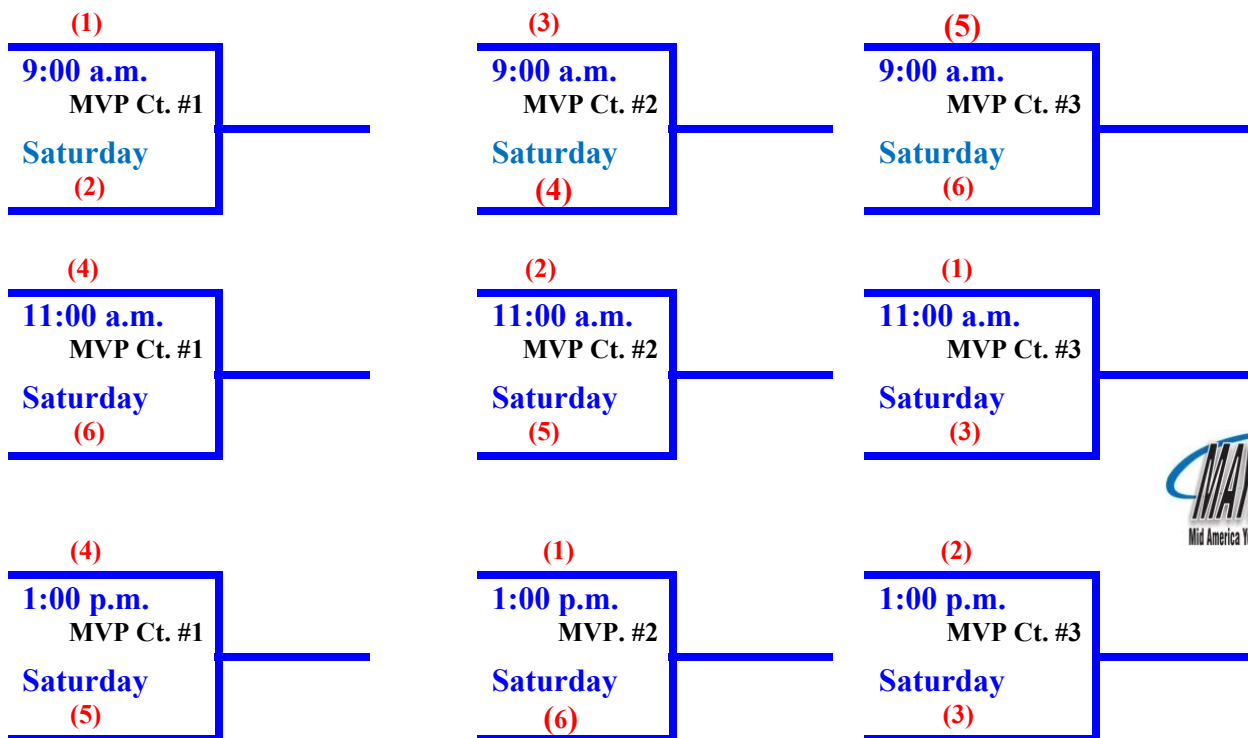 (1)
9:00 a.m.
MVP Ct. #1
Saturday
(2)
(3)
9:00 a.m.
MVP Ct. #2
Saturday
(4)
(5)
9:00 a.m.
MVP Ct. #3
Saturday
(6)
(4)
11:00 a.m.
MVP Ct. #1
Saturday
(6)
(2)
11:00 a.m.
MVP Ct. #2
Saturday
(5)
(1)
11:00 a.m.
MVP Ct. #3
Saturday
(3)
Mid America
(4)
1:00 p.m.
MVP Ct. #1
Saturday
(5)
(1)
1:00 p.m.
MVP. #2
Saturday
(6)
(2)
1:00 p.m.
MVP Ct. #3
Saturday
(3)